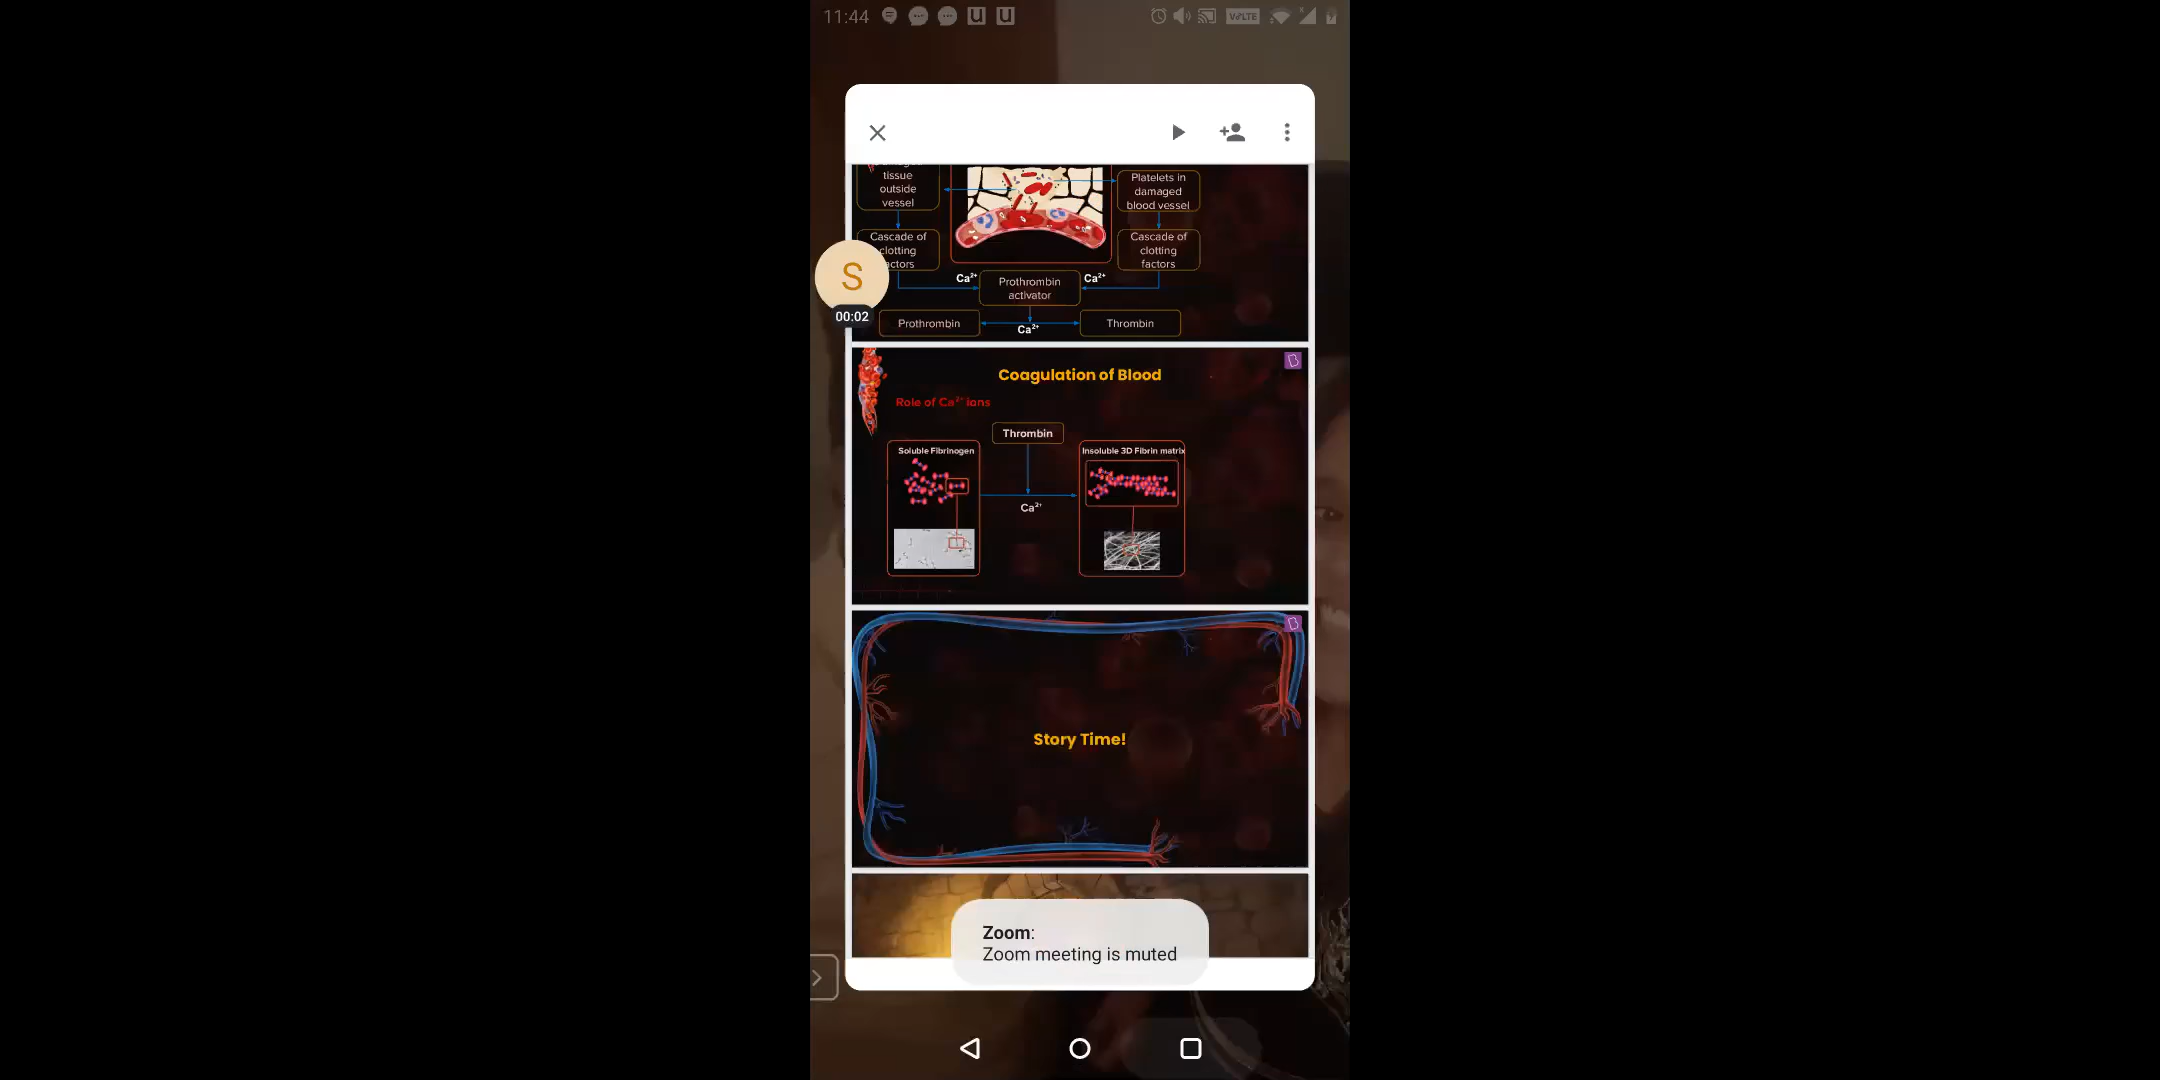 11:44
VoLTE
tissue
outside
vessel
Platelets in
damaged
blood vessel
Cascade of
clotting
factors
Cascade of
clotting
factors
S
00:02
Ca²⁺
Prothrombin
activator
Ca²⁺
Prothrombin
Ca²⁺
Thrombin
Coagulation of Blood
Role of Ca²⁺ ions
Thrombin
Soluble Fibrinogen
Insoluble 3D Fibrin matrix
Ca²⁺
Story Time!
Zoom:
Zoom meeting is muted